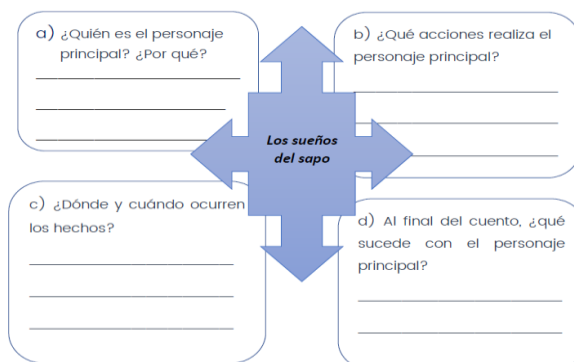 a) ¿Quién es el personaje
principal? ¿Por qué?
b) ¿Qué acciones realiza el
personaje principal?
Los sueños
del sapo
c) ¿Dónde y cuándo ocurren
los hechos?
d) Al final del cuento, ¿qué
sucede con el personaje
principal?